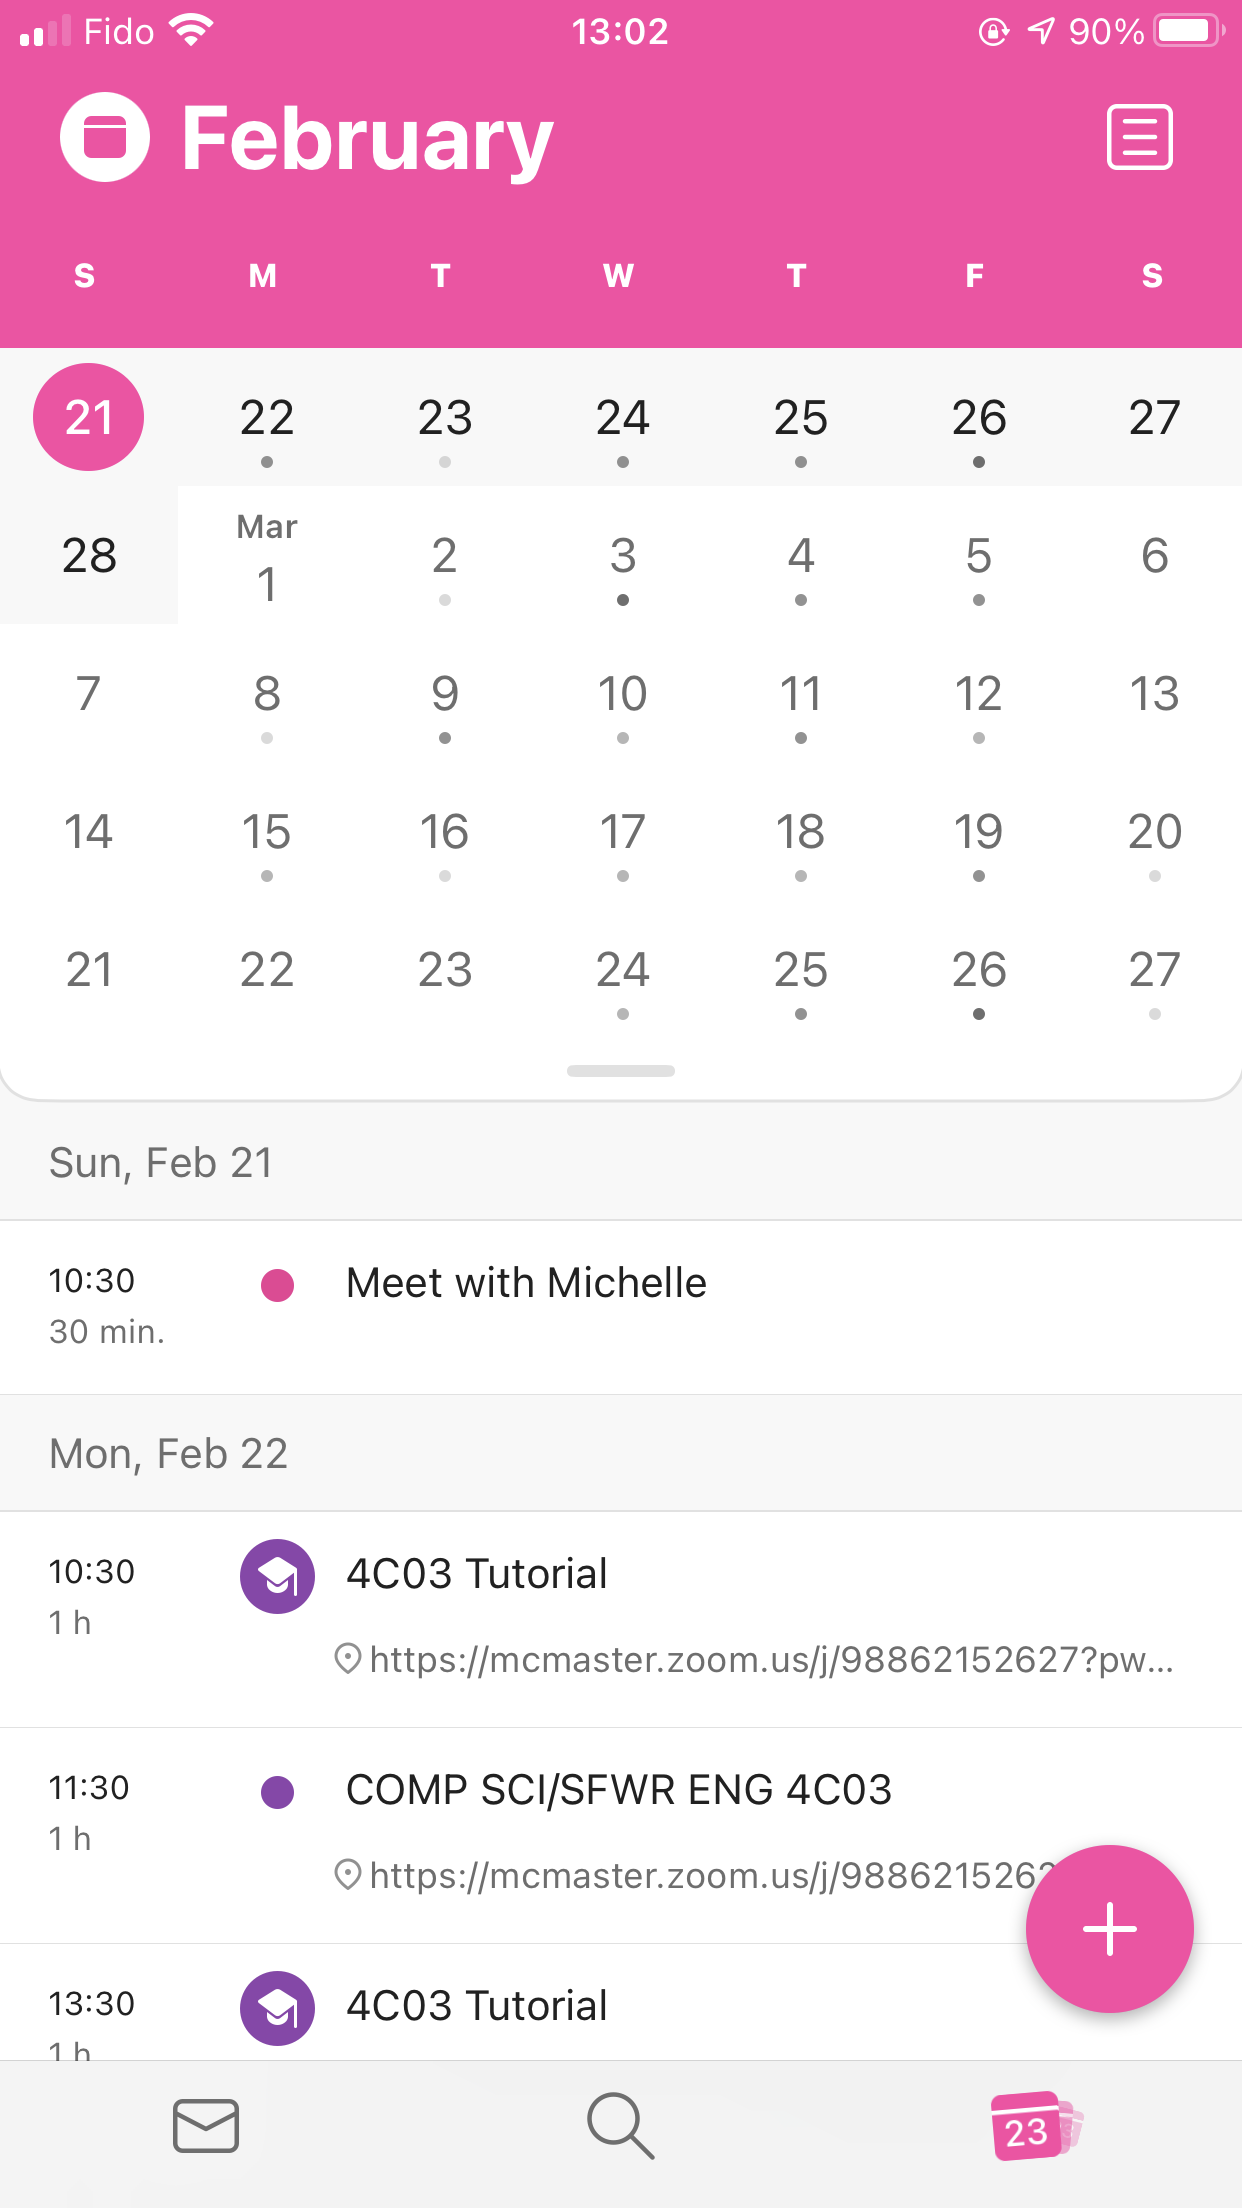 Fido 13:02 90%
February
S M T W T F S
21 22 23 24 25 26 27
28 Mar 1 2 3 4 5 6
7 8 9 10 11 12 13
14 15 16 17 18 19 20
21 22 23 24 25 26 27
Sun, Feb 21
10:30 Meet with Michelle
30 min.
Mon, Feb 22
10:30 4C03 Tutorial
1 h
https://mcmaster.zoom.us/j/98862152627?pw...
11:30 COMP SCI/SFWR ENG 4C03
1 h
https://mcmaster.zoom.us/j/9886215262
13:30 4C03 Tutorial
1 h
23